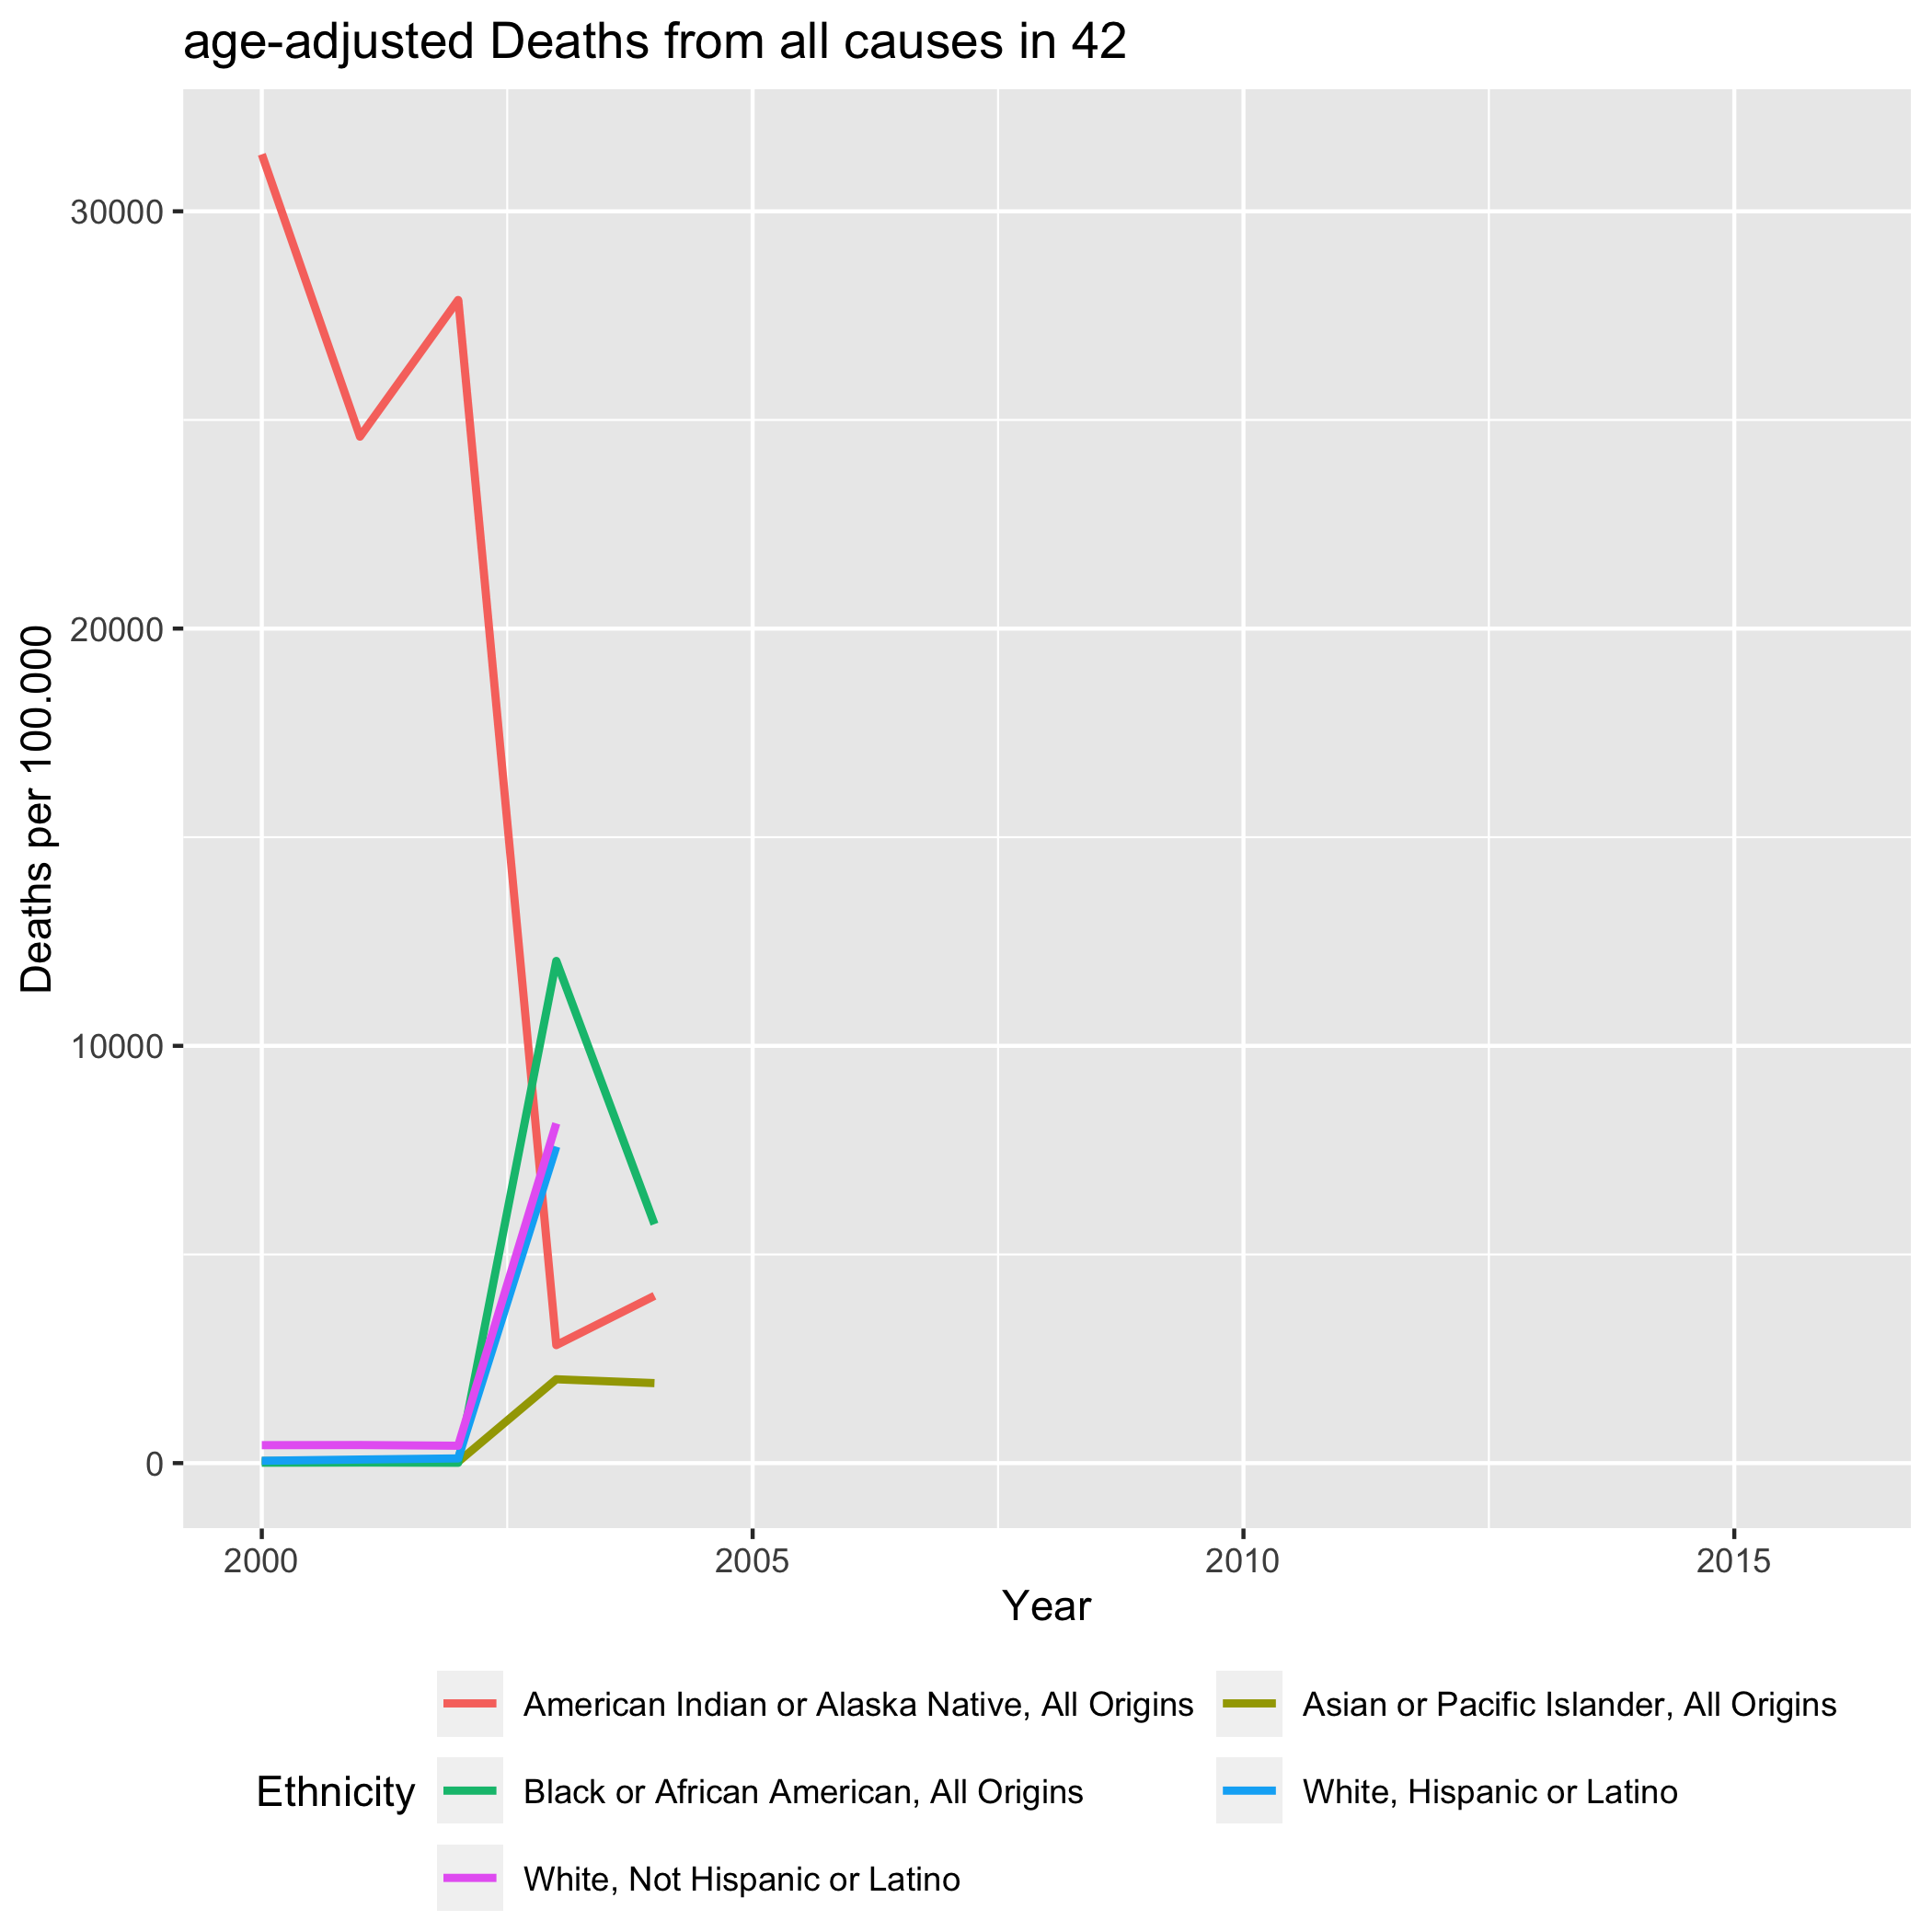 age-adjusted Deaths from all causes in 42
Deaths per 100.000
30000
20000
10000
0
2000 2005 2010 2015
Year
Ethnicity
American Indian or Alaska Native, All Origins
Asian or Pacific Islander, All Origins
Black or African American, All Origins
White, Hispanic or Latino
White, Not Hispanic or Latino